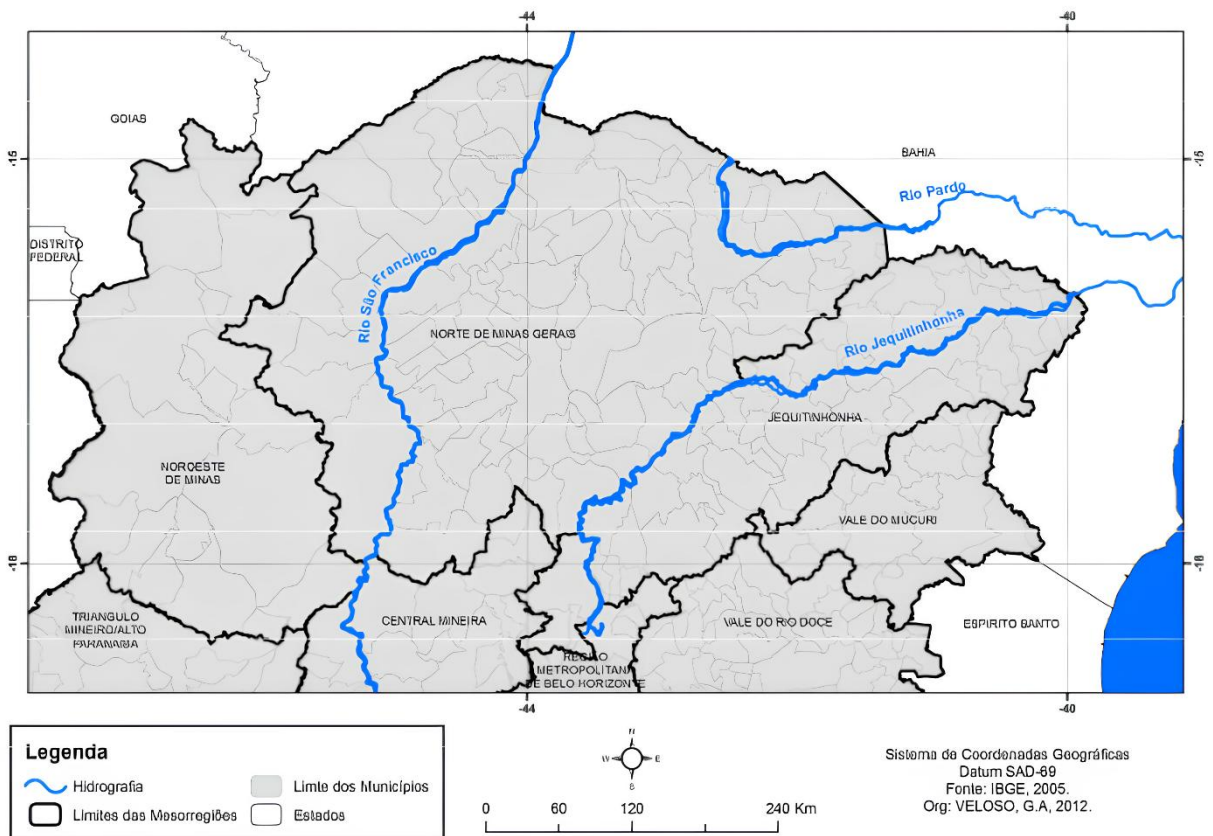 -44
-40
GOIAS
-15
BAHIA
-15
Rio Pardo
DISTRITO
FEDERAL
Rio São Francisco
NORTE DE MINAS GERAIS
Rio Jequitinhonha
JEQUITINHONHA
NOROESTE
DE MINAS
VALE DO MUCURI
-18
-18
TRIANGULO
MINEIRO/ALTO
PARANAIBA
CENTRAL MINEIRA
VALE DO RIO DOCE
ESPIRITO SANTO
REGIÃO
METROPOLITANA
DE BELO HORIZONTE
-44
-40
Legenda
Hidrografia
Limte dos Municípios
Limites das Mesorregiões
Estados
N
W
E
S
0 60 120 240 Km
Sistema de Coordenadas Geográficas
Datum SAD-69
Fonte: IBGE, 2005.
Org: VELOSO, G.A, 2012.